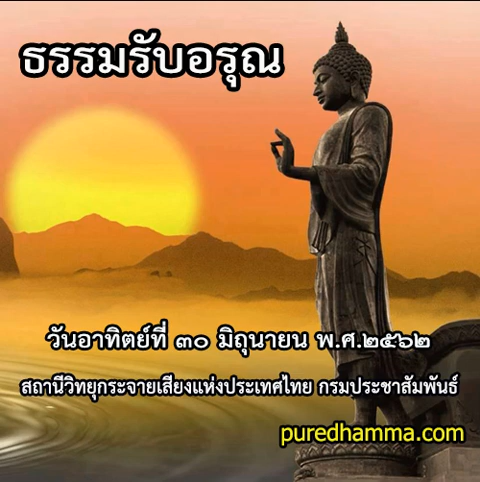 ธรรมรับอรุณ
วันอาทิตย์ที่ ๓๐ มิถุนายน พ.ศ.๒๕๖๒
สถานีวิทยุกระจายเสียงแห่งประเทศไทย กรมประชาสัมพันธ์
puredhamma.com